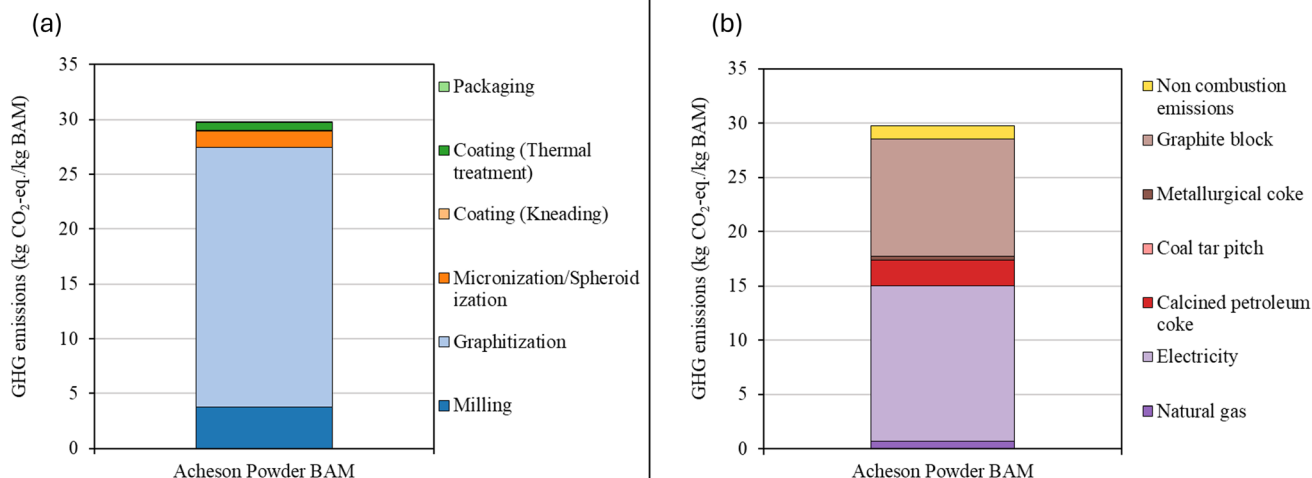 (a)
GHG emissions (kg CO₂-eq./kg BAM)
35
30
25
20
15
10
5
0
Acheson Powder BAM
Packaging
Coating (Thermal
treatment)
Coating (Kneading)
Micronization/Spheroid
ization
Graphitization
Milling
(b)
GHG emissions (kg CO₂-eq./kg BAM)
35
30
25
20
15
10
5
0
Acheson Powder BAM
Non combustion
emissions
Graphite block
Metallurgical coke
Coal tar pitch
Calcined petroleum
coke
Electricity
Natural gas